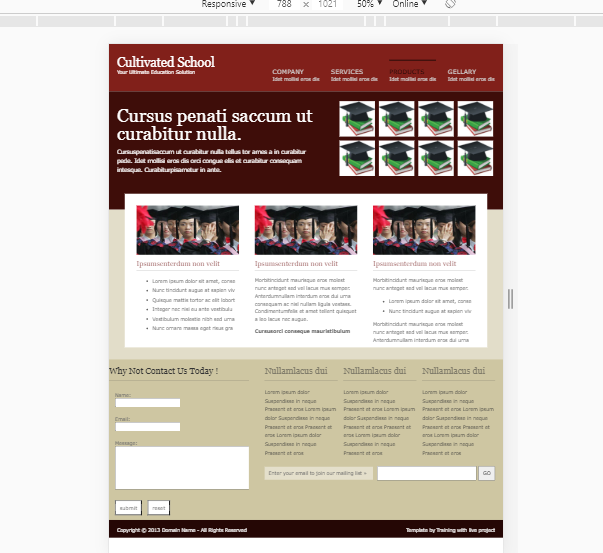 Responsive ▼ 788 × 1021 50% ▼ Online ▼
Cultivated School
Your Ultimate Education Solution
COMPANY SERVICES PRODUCTS GELLARY
Idet mollisi eros dis Idet mollisi eros dis Idet mollisi eros dis Idet mollisi eros dis
Cursus penati saccum ut
curabitur nulla.
Cursuspenatisaccum ut curabitur nulla tellus tor ames a in curabitur
pede. Idet mollisi eros dis orci congue elis et curabitur consequam
intesque. Curabiturpisametur in ante.
Ipsumsenterdum non velit
• Lorem ipsum dolor sit amet, conse
• Nunc tincidunt augue at sapien viv
• Quisque mattis tortor ac elit lobort
• Integer nec nisi eu ante vestibulu
• Vestibulum molestie nibh sed urna
• Nunc ornare massa eget risus gra
Ipsumsenterdum non velit
Morbitincidunt maurisque eros molest
nunc anteget sed vel lacus mus semper.
Anterdumnullam interdum eros dui urna
consequam ac nisl nullam ligula vestass.
Condimentumfelis et amet tellent quisquet
a leo lacus nec augue.
Cursusorci conseque maurietibulum
Ipsumsenterdum non velit
Morbitincidunt maurisque eros molest
nunc anteget sed vel lacus mus semper.
• Lorem ipsum dolor sit amet, conse
• Nunc tincidunt augue at sapien viv
Morbitincidunt maurisque eros molest
nunc anteget sed vel lacus mus semper.
Anterdumnullam interdum eros dui urna
Why Not Contact Us Today !
Name:
Email:
Message:
submit reset
Nullamlacus dui
Lorem ipsum dolor
Suspendisse in neque
Praesent et eros Lorem ipsum
dolor Suspendisse in neque
Praesent et eros Praesent et
eros Lorem ipsum dolor
Suspendisse in neque
Praesent et eros
Nullamlacus dui
Lorem ipsum dolor
Suspendisse in neque
Praesent et eros Lorem ipsum
dolor Suspendisse in neque
Praesent et eros Praesent et
eros Lorem ipsum dolor
Suspendisse in neque
Praesent et eros
Nullamlacus dui
Lorem ipsum dolor
Suspendisse in neque
Praesent et eros Lorem ipsum
dolor Suspendisse in neque
Praesent et eros Praesent et
eros Lorem ipsum dolor
Suspendisse in neque
Praesent et eros
Enter your email to join our mailing list » GO
Copyright © 2013 Domain Name - All Rights Reserved Template by Training with live project